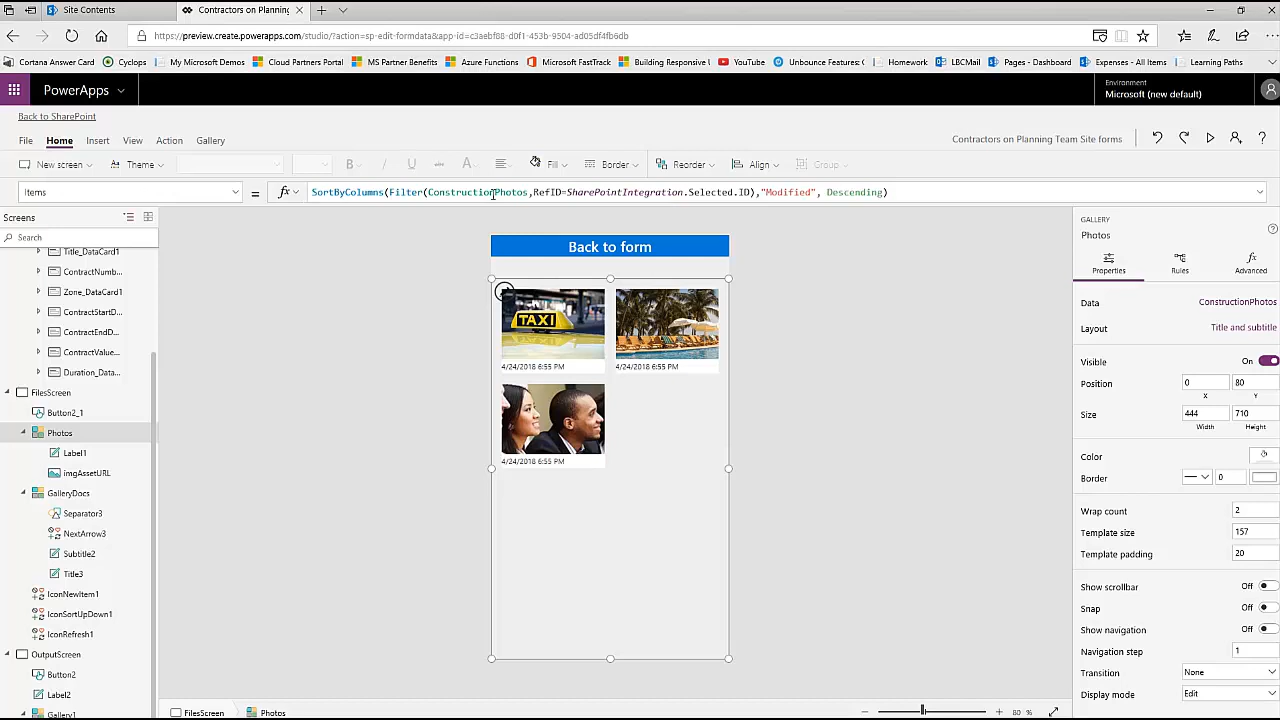 Site Contents
Contractors on Planning
https://preview.create.powerapps.com/studio/?action=sp-edit-formdata&app-id=c3aebf88-d0f1-453b-9504-ad05df4fb6db
Cortana Answer Card
Cyclops
My Microsoft Demos
Cloud Partners Portal
MS Partner Benefits
Azure Functions
Microsoft FastTrack
Building Responsive U
YouTube
Unbounce Features:
Homework
LBCMail
Pages - Dashboard
Expenses - All Items
Learning Paths
PowerApps
Environment
Microsoft (new default)
Back to SharePoint
File
Home
Insert
View
Action
Gallery
Contractors on Planning Team Site forms
New screen
Theme
Fill
Border
Reorder
Align
Group
Items
= fx SortByColumns(Filter(ConstructionPhotos,RefID=SharePointIntegration.Selected.ID),"Modified", Descending)
Screens
Search
Title_DataCard1
ContractNumb...
Zone_DataCard1
ContractStartD...
ContractEndD...
ContractValue...
Duration_Data...
FilesScreen
Button2_1
Photos
Label1
imgAssetURL
GalleryDocs
Separator3
NextArrow3
Subtitle2
Title3
IconNewItem1
IconSortUpDown1
IconRefresh1
OutputScreen
Button2
Label2
Gallery1
Back to form
TAXI
4/24/2018 6:55 PM
4/24/2018 6:55 PM
4/24/2018 6:55 PM
GALLERY
Photos
Properties
Rules
Advanced
Data
ConstructionPhotos
Layout
Title and subtitle
Visible
On
Position
0
80
X
Y
Size
444
710
Width
Height
Color
Border
0
Wrap count
2
Template size
157
Template padding
20
Show scrollbar
Off
Snap
Off
Show navigation
Off
Navigation step
1
Transition
None
Display mode
Edit
FilesScreen
Photos
80 %